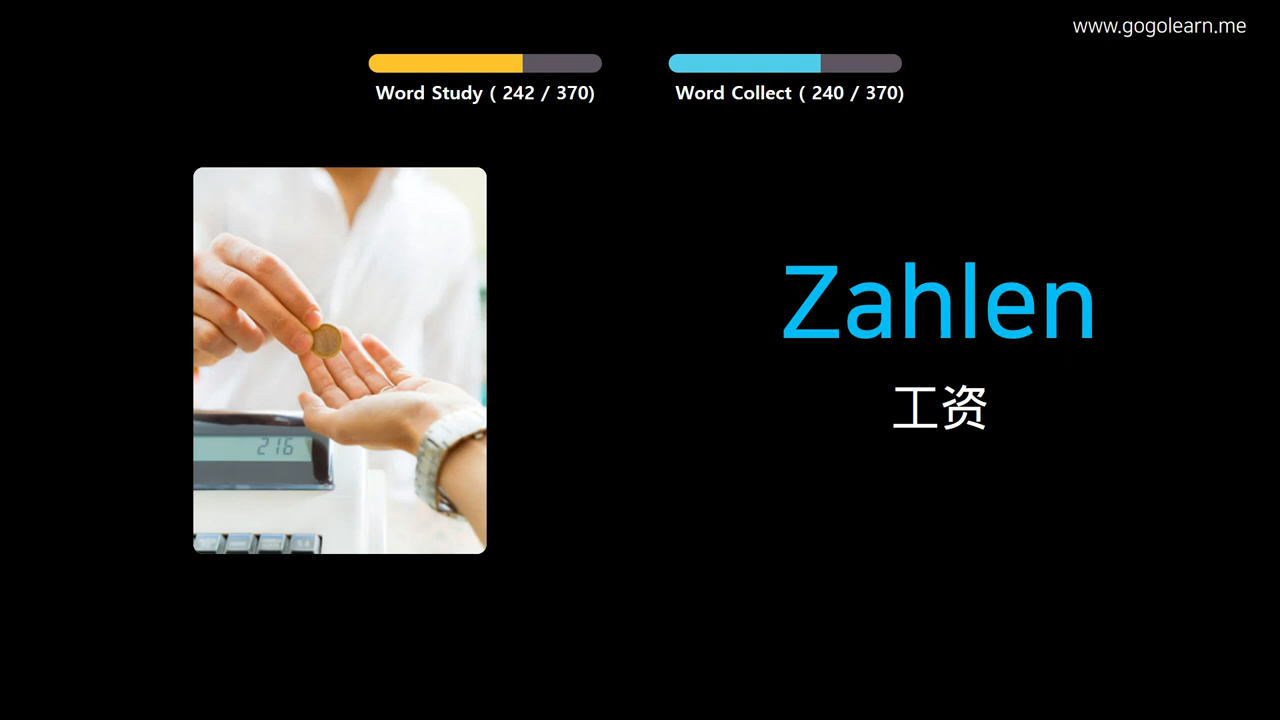 www.gogolearn.me
Word Study ( 242 / 370)
Word Collect ( 240 / 370)
Zahlen
工资
216